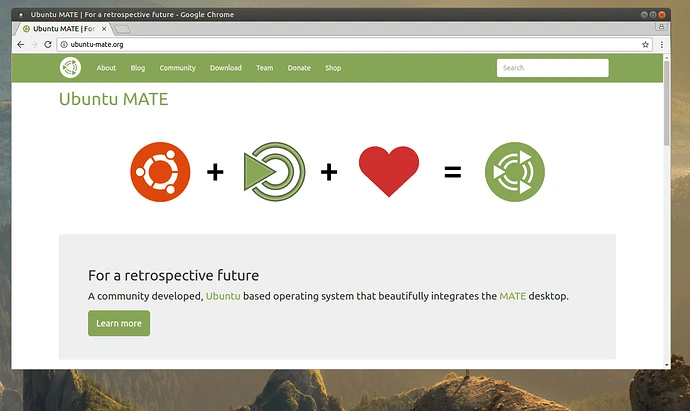 Ubuntu MATE | For a retrospective future - Google Chrome
Ubuntu MATE | For
ubuntu-mate.org
About Blog Community Download Team Donate Shop Search
Ubuntu MATE
+ + =
For a retrospective future
A community developed, Ubuntu based operating system that beautifully integrates the MATE desktop.
Learn more